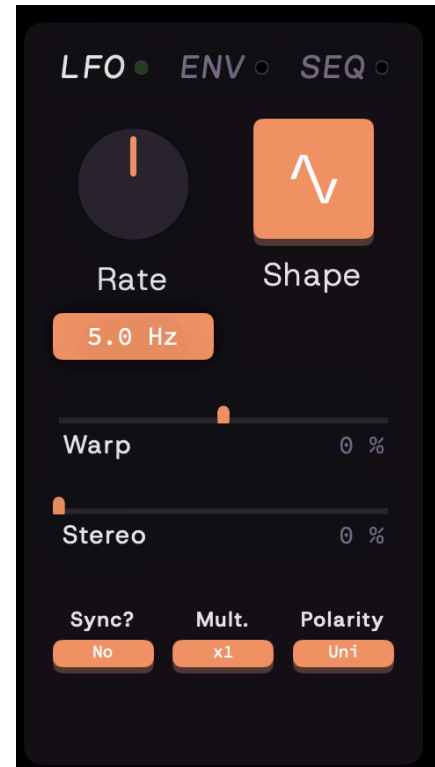 LFO ENV SEQ
Rate Shape
5.0 Hz
Warp 0 %
Stereo 0 %
Sync? Mult. Polarity
No x1 Uni